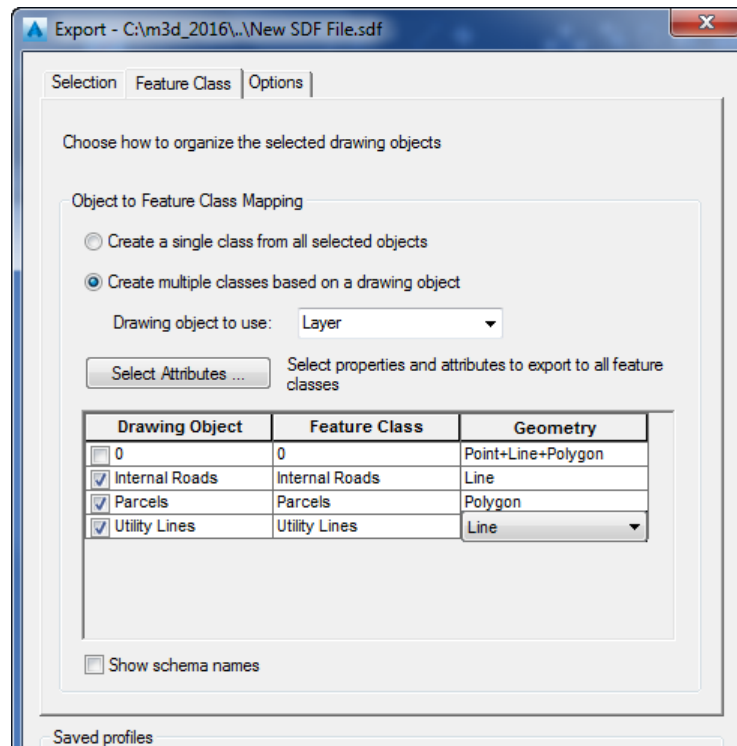 Export - C:\m3d_2016\..\New SDF File.sdf
Selection Feature Class Options
Choose how to organize the selected drawing objects
Object to Feature Class Mapping
Create a single class from all selected objects
Create multiple classes based on a drawing object
Drawing object to use: Layer
Select Attributes ... Select properties and attributes to export to all feature
classes
Drawing Object Feature Class Geometry
0 0 Point+Line+Polygon
Internal Roads Internal Roads Line
Parcels Parcels Polygon
Utility Lines Utility Lines Line
Show schema names
Saved profiles